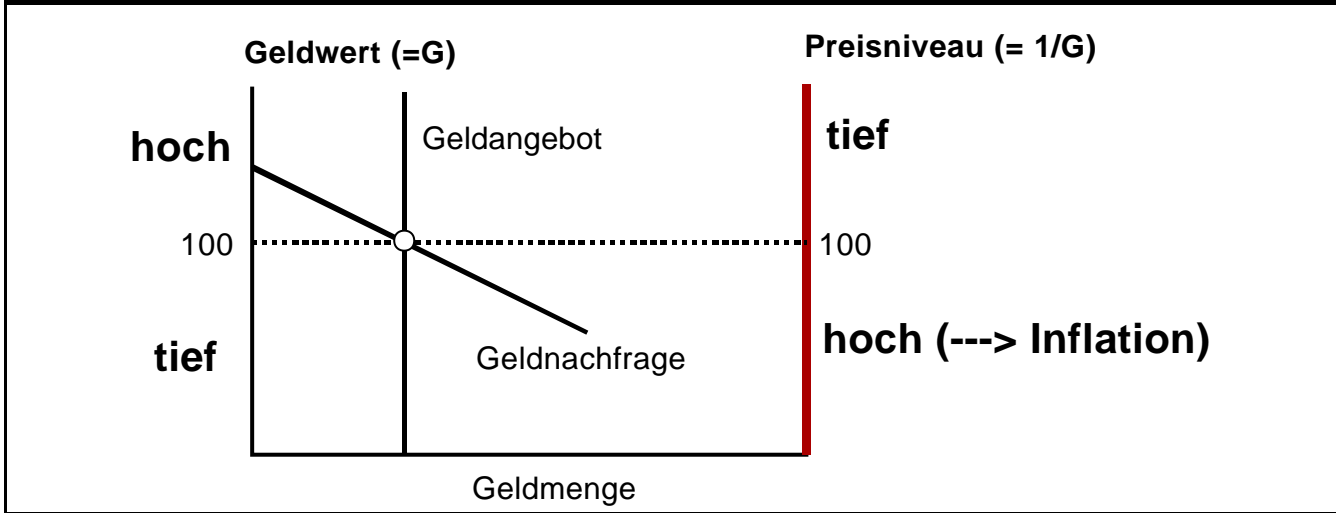 Geldwert (=G)
Preisniveau (= 1/G)
hoch
Geldangebot
tief
100
100
tief
Geldnachfrage
hoch (---> Inflation)
Geldmenge